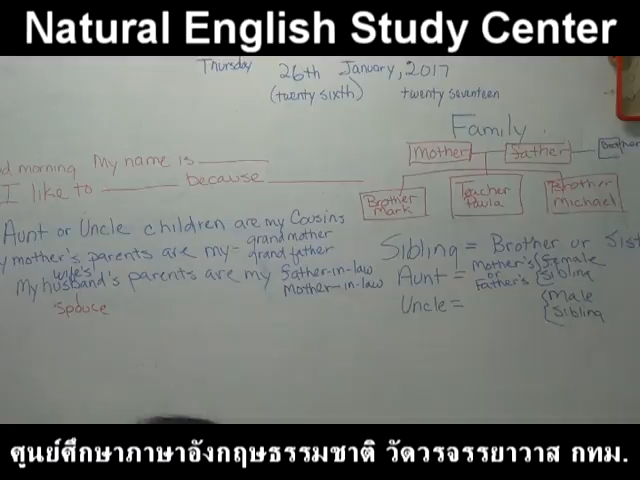 Natural English Study Center
Thursday 26th January, 2017
(twenty sixth) twenty seventeen
Family
Mother Father Brother
d morning My name is
I like to because
Brother Mark
Teacher Paula
Brother Michael
Aunt or Uncle children are my Cousins
y mother's parents are my - grandmother
grand father
wife's
My husband's parents are my father-in-law
Mother-in-law
Spouse
Sibling = Brother or Sist
Aunt = Mother's or Father's { female sibling
Uncle = { Male Sibling
ศูนย์ศึกษาภาษาอังกฤษธรรมชาติ วัดวรจรรยาวาส กทม.